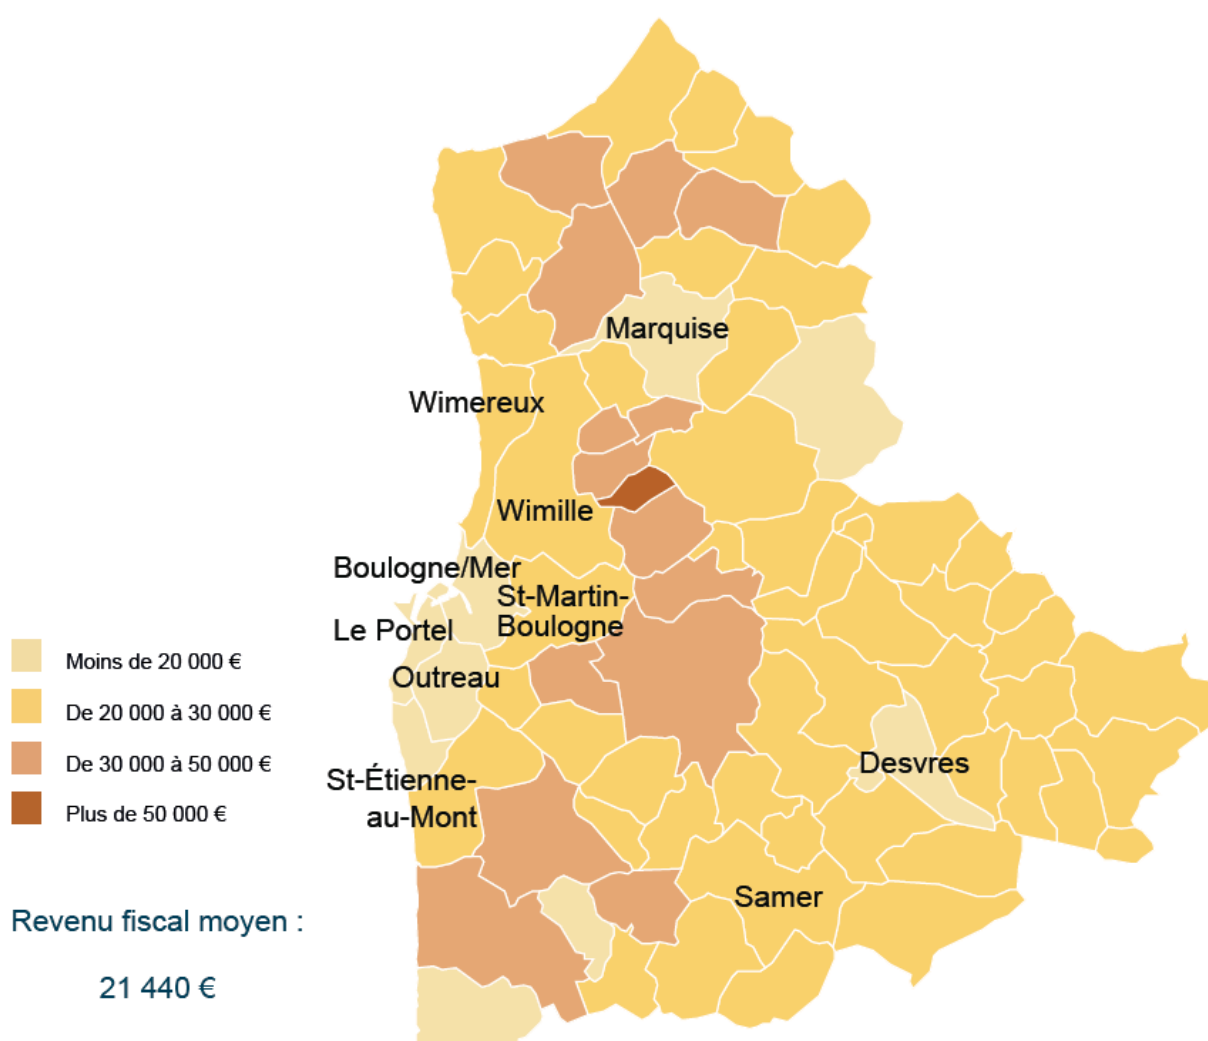 Marquise
Wimereux
Wimille
Boulogne/Mer
St-Martin-
Boulogne
Le Portel
Outreau
Desvres
St-Étienne-
au-Mont
Samer
Moins de 20 000 €
De 20 000 à 30 000 €
De 30 000 à 50 000 €
Plus de 50 000 €
Revenu fiscal moyen :
21 440 €